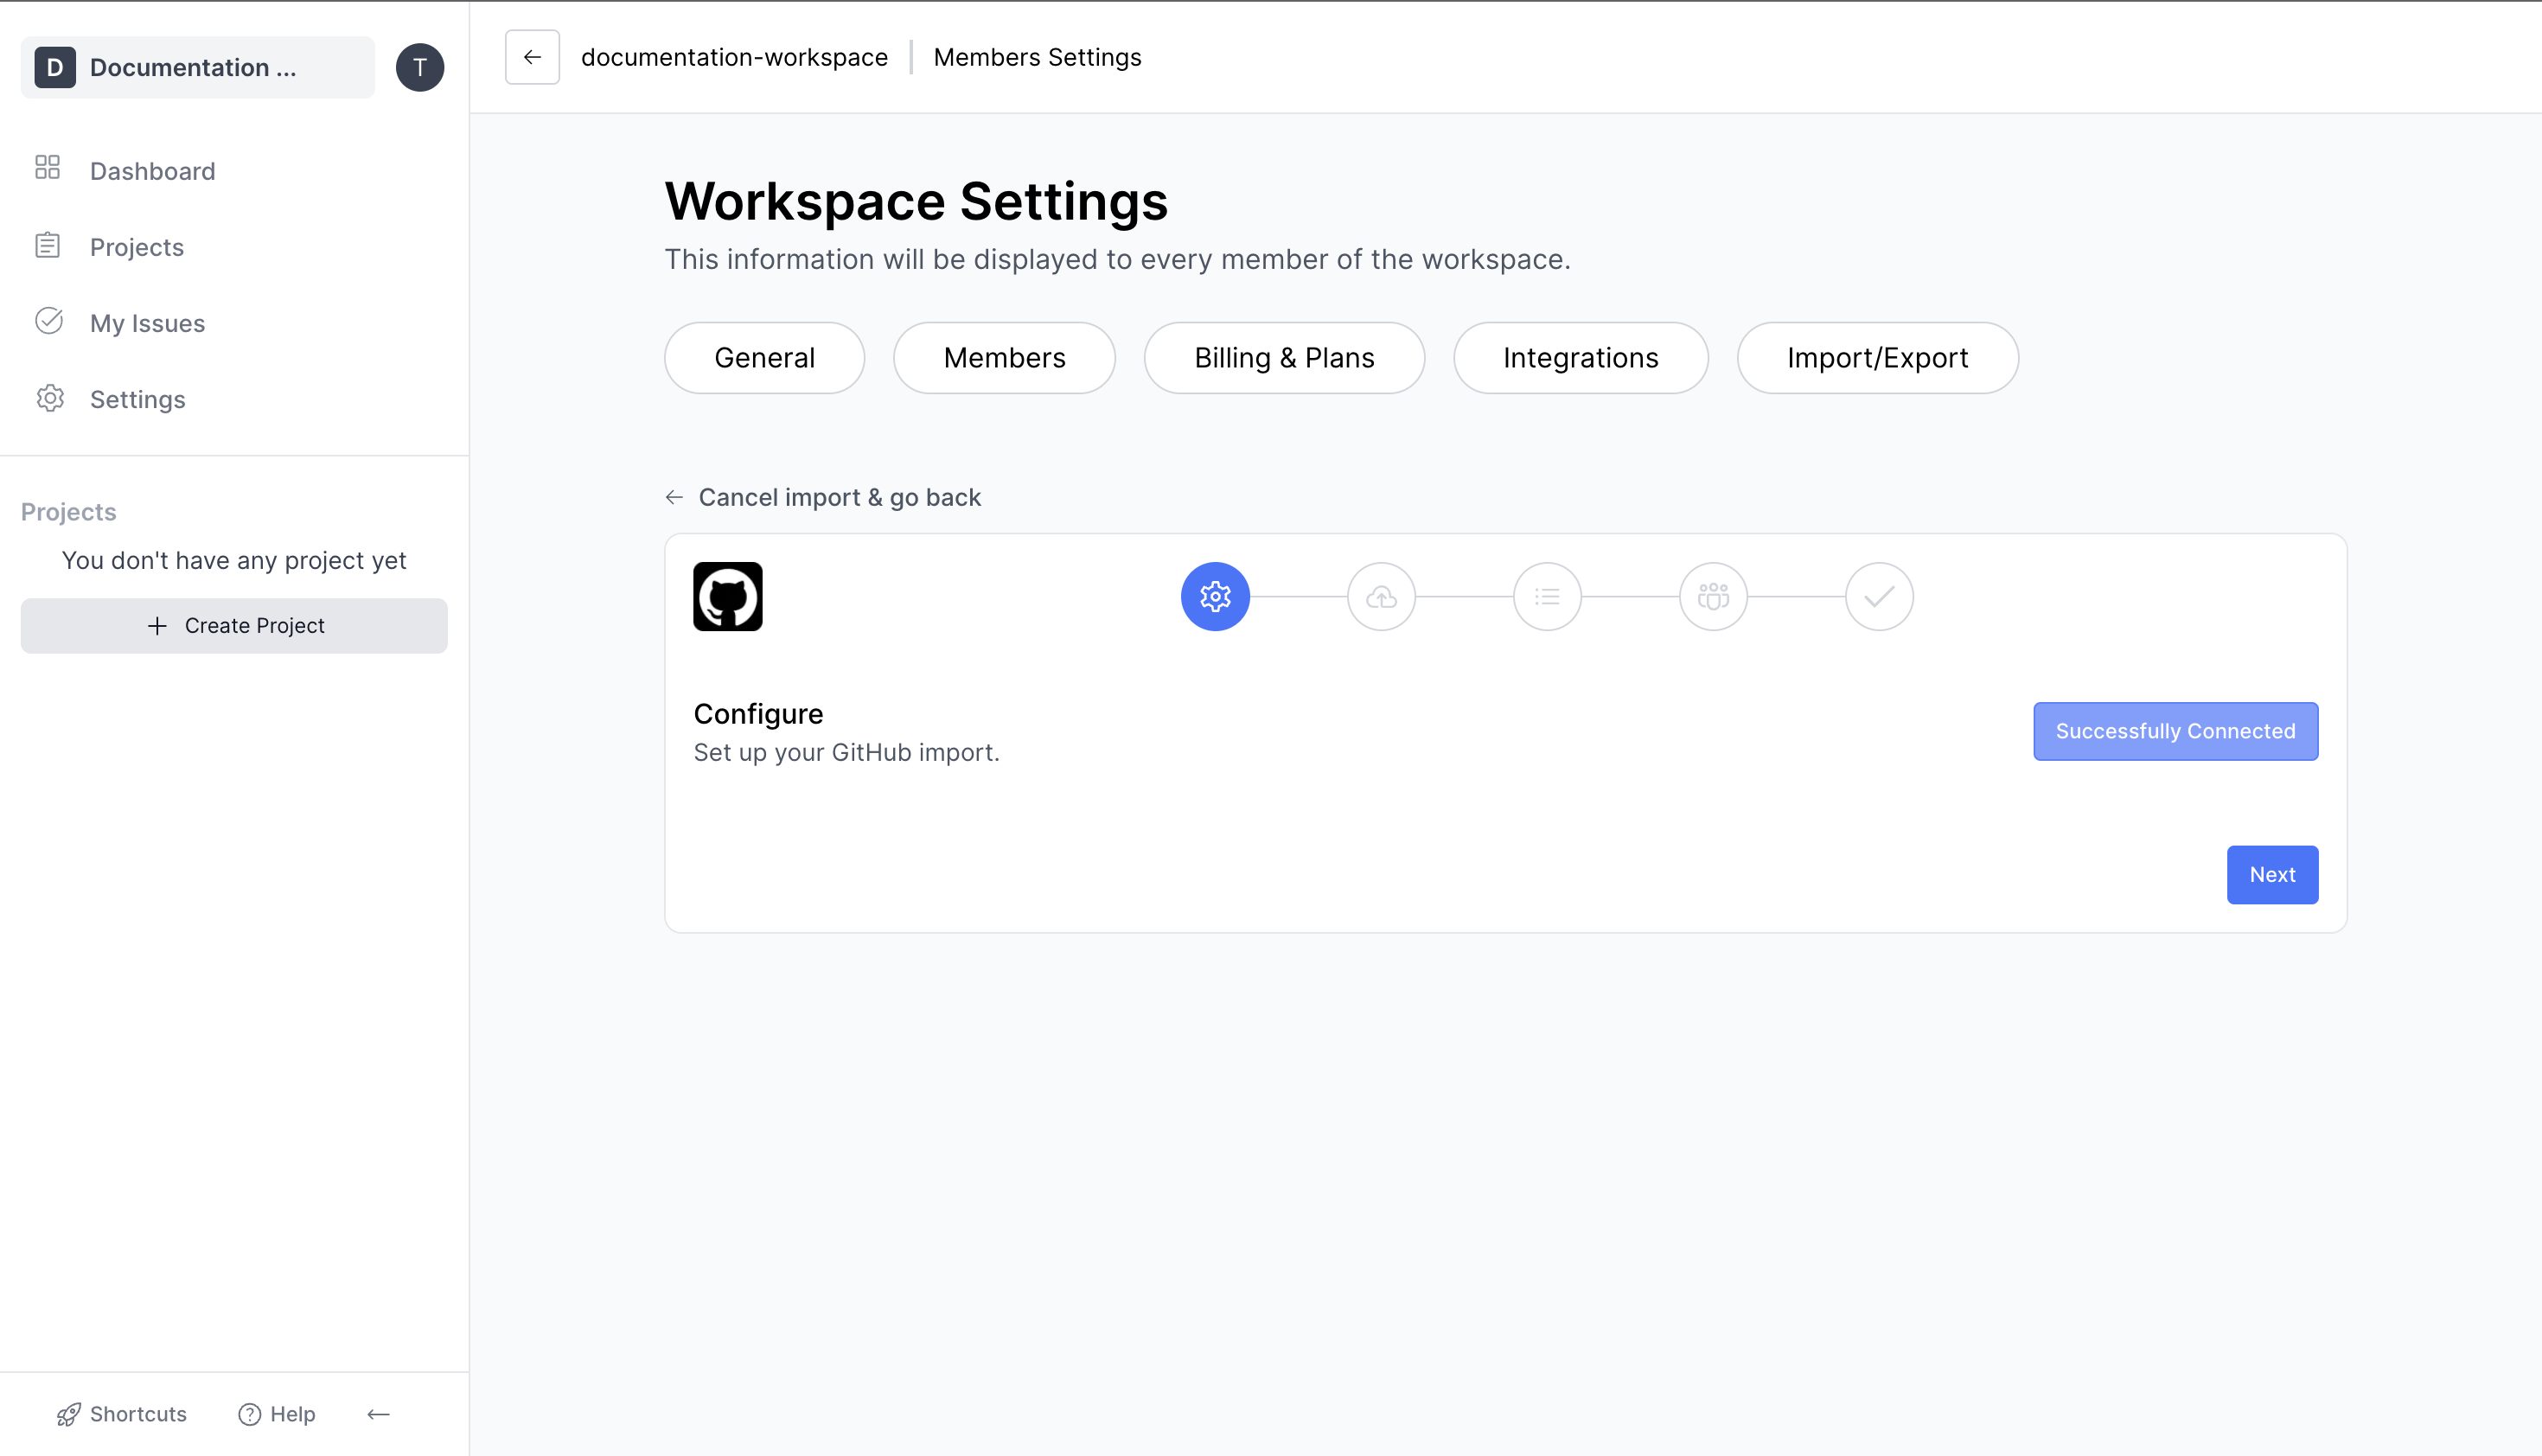 D Documentation ...
T
Dashboard
Projects
My Issues
Settings
Projects
You don't have any project yet
Create Project
Shortcuts
Help
documentation-workspace
Members Settings
Workspace Settings
This information will be displayed to every member of the workspace.
General
Members
Billing & Plans
Integrations
Import/Export
Cancel import & go back
Configure
Set up your GitHub import.
Successfully Connected
Next